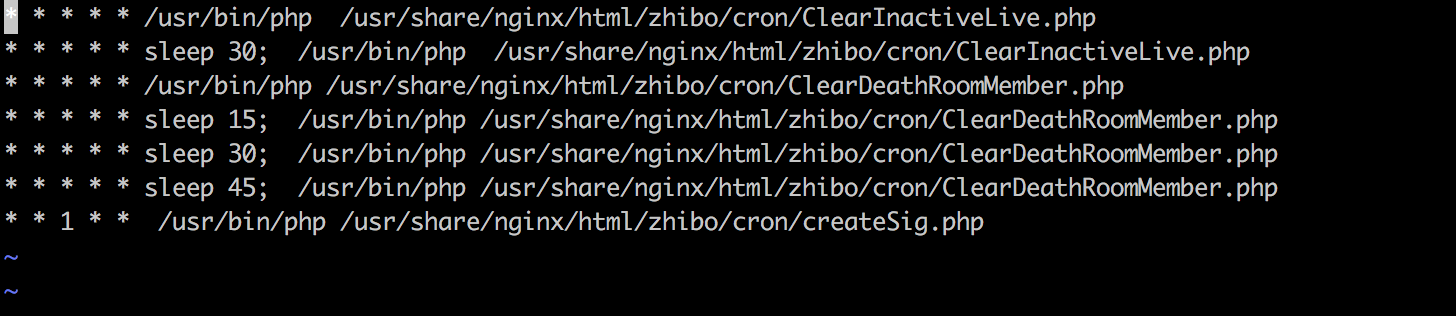 * * * * * /usr/bin/php  /usr/share/nginx/html/zhibo/cron/ClearInactiveLive.php
* * * * * sleep 30;  /usr/bin/php  /usr/share/nginx/html/zhibo/cron/ClearInactiveLive.php
* * * * * /usr/bin/php /usr/share/nginx/html/zhibo/cron/ClearDeathRoomMember.php
* * * * * sleep 15;  /usr/bin/php /usr/share/nginx/html/zhibo/cron/ClearDeathRoomMember.php
* * * * * sleep 30;  /usr/bin/php /usr/share/nginx/html/zhibo/cron/ClearDeathRoomMember.php
* * * * * sleep 45;  /usr/bin/php /usr/share/nginx/html/zhibo/cron/ClearDeathRoomMember.php
* * 1 * *  /usr/bin/php /usr/share/nginx/html/zhibo/cron/createSig.php
~
~